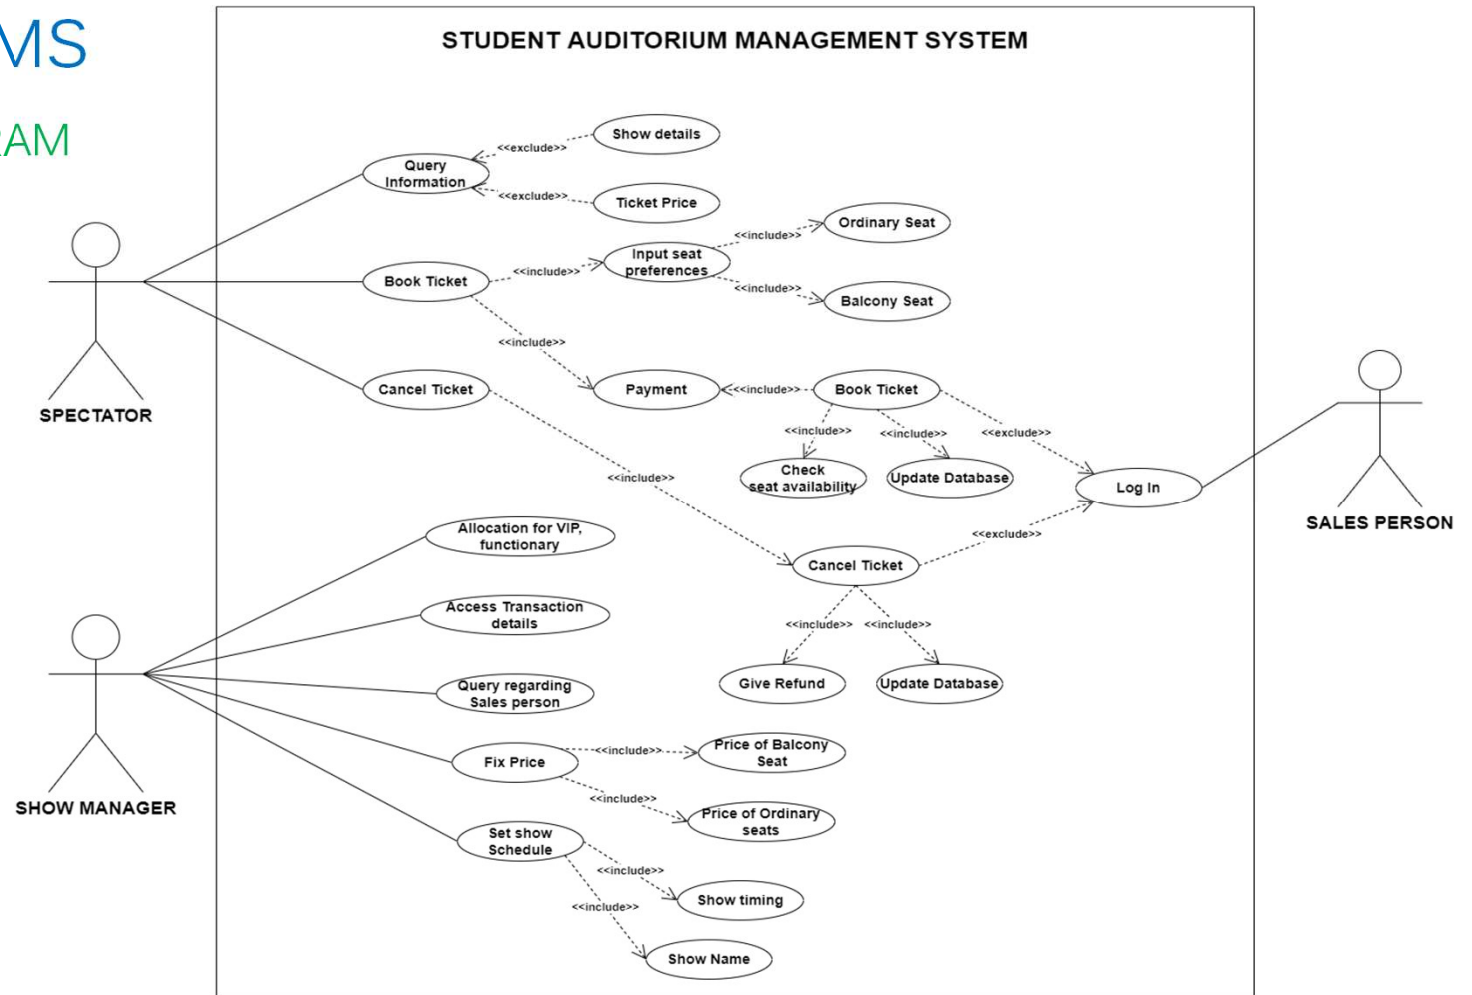 MS
RAM
STUDENT AUDITORIUM MANAGEMENT SYSTEM
Show details
<<exclude>>
Query
Information
<<exclude>>
Ticket Price
Ordinary Seat
<<include>>
Input seat
preferences
<<include>>
Book Ticket
<<include>>
Balcony Seat
<<include>>
Cancel Ticket
Payment
<<include>>
Book Ticket
SPECTATOR
<<include>>
<<include>>
<<exclude>>
Check
seat availability
Update Database
<<include>>
Log In
SALES PERSON
Allocation for VIP,
functionary
<<exclude>>
Cancel Ticket
Access Transaction
details
<<include>>
<<include>>
Query regarding
Sales person
Give Refund
Update Database
Fix Price
<<include>>
Price of Balcony
Seat
SHOW MANAGER
<<include>>
Price of Ordinary
seats
Set show
Schedule
<<include>>
Show timing
<<include>>
Show Name